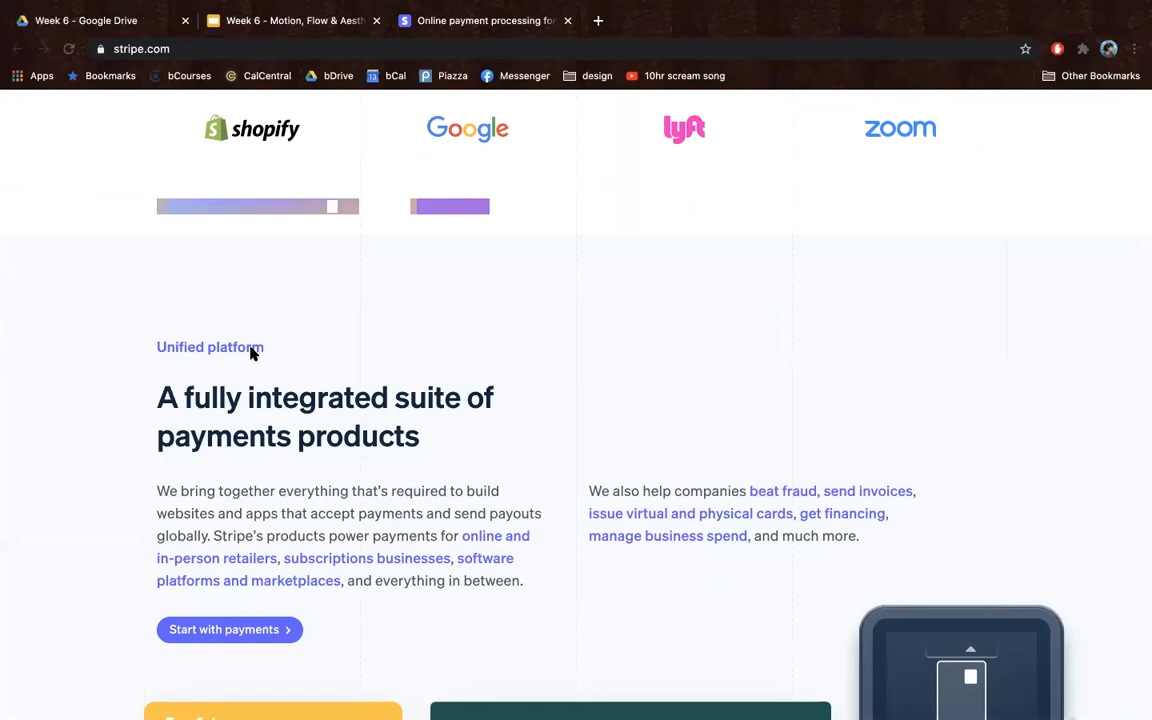 Week 6 - Google Drive
Week 6 - Motion, Flow & Aesth
Online payment processing for
stripe.com
Apps
Bookmarks
bCourses
CalCentral
bDrive
bCal
Piazza
Messenger
design
10hr scream song
Other Bookmarks
shopify
Google
lyft
zoom
Unified platform
A fully integrated suite of
payments products
We bring together everything that's required to build
websites and apps that accept payments and send payouts
globally. Stripe's products power payments for online and
in-person retailers, subscriptions businesses, software
platforms and marketplaces, and everything in between.
We also help companies beat fraud, send invoices,
issue virtual and physical cards, get financing,
manage business spend, and much more.
Start with payments